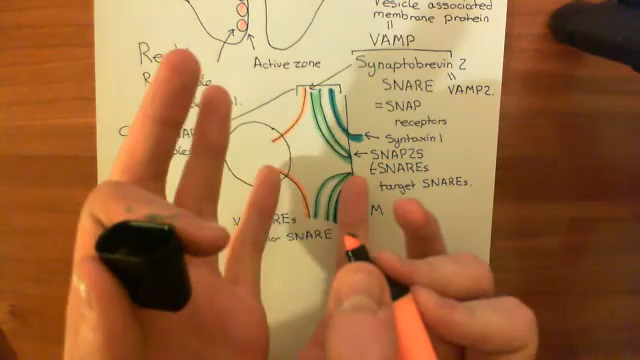 Vesicle associated
membrane protein
=
VAMP
Active zone
Synaptobrevin 2
=
VAMP2.
SNARE
= SNAP
receptors
Syntaxin 1
SNAP25
tSNAREs
target SNAREs.
M
SNARE